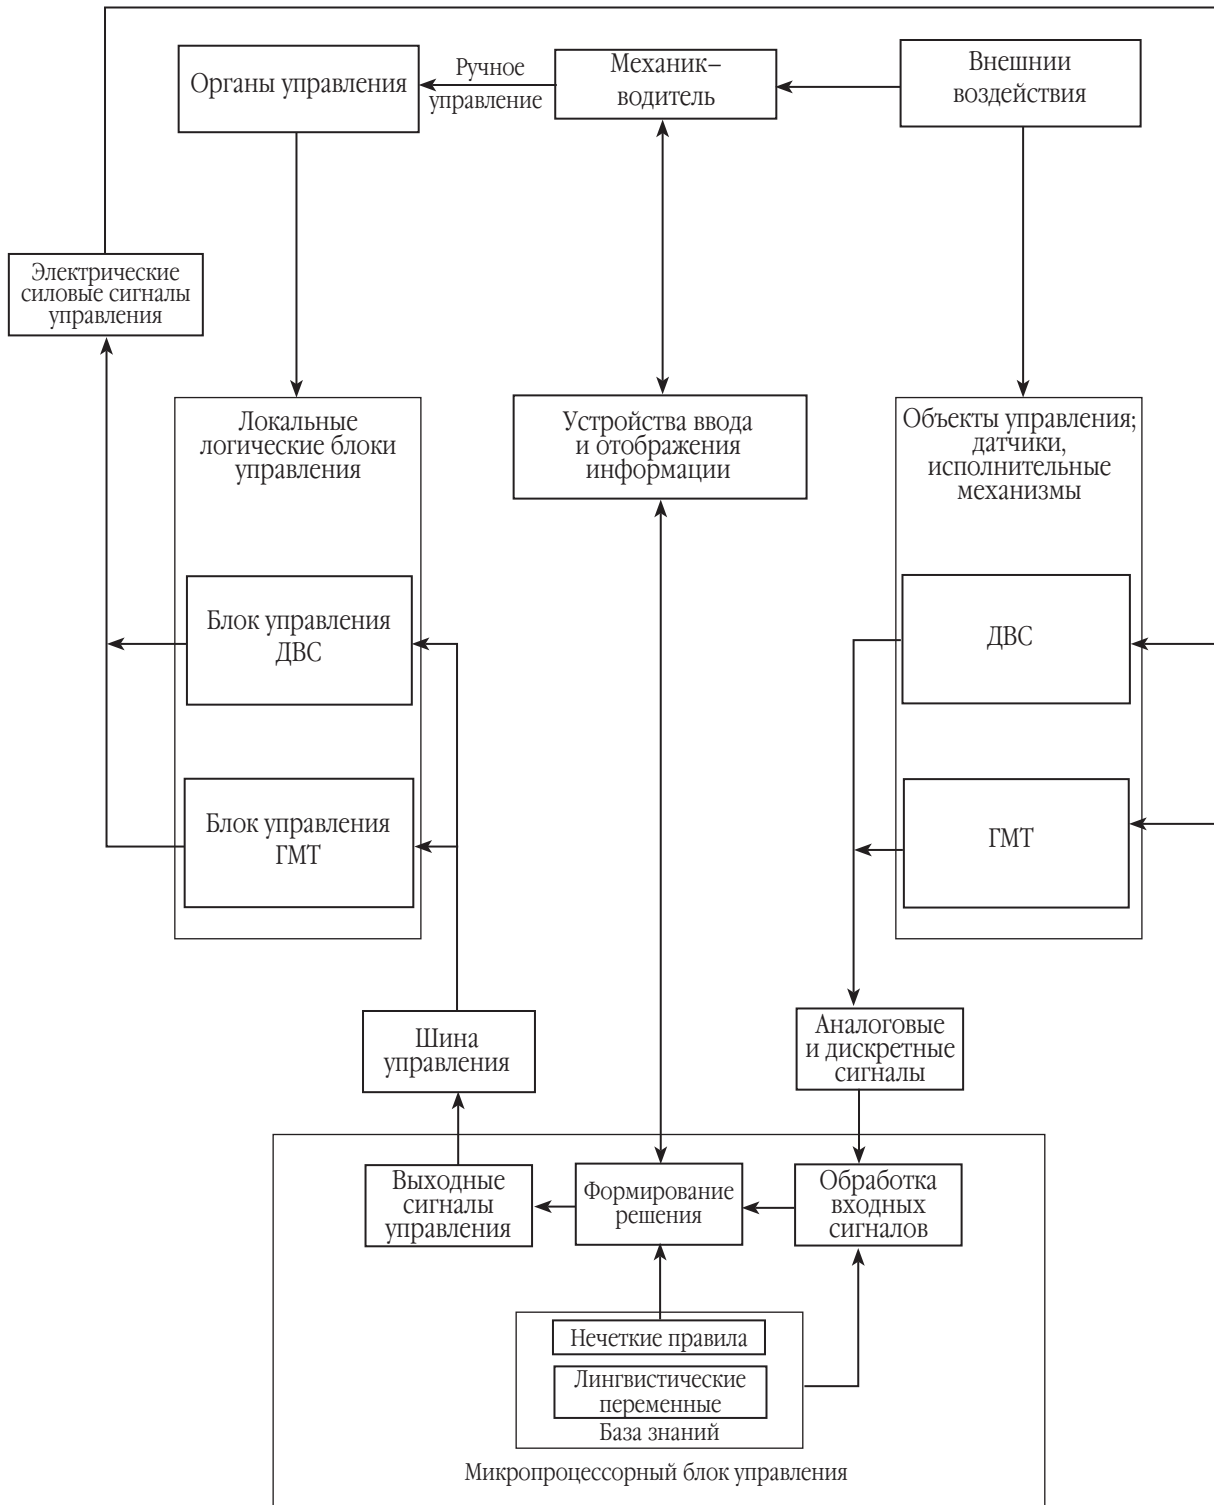 Органы управления
Ручное
управление
Механик–
водитель
Внешнии
воздействия
Электрические
силовые сигналы
управления
Локальные
логические блоки
управления
Устройства ввода
и отображения
информации
Объекты управления;
датчики,
исполнительные
механизмы
Блок управления
ДВС
ДВС
Блок управления
ГМТ
ГМТ
Шина
управления
Аналоговые
и дискретные
сигналы
Выходные
сигналы
управления
Формирование
решения
Обработка
входных
сигналов
Нечеткие правила
Лингвистические
переменные
База знаний
Микропроцессорный блок управления